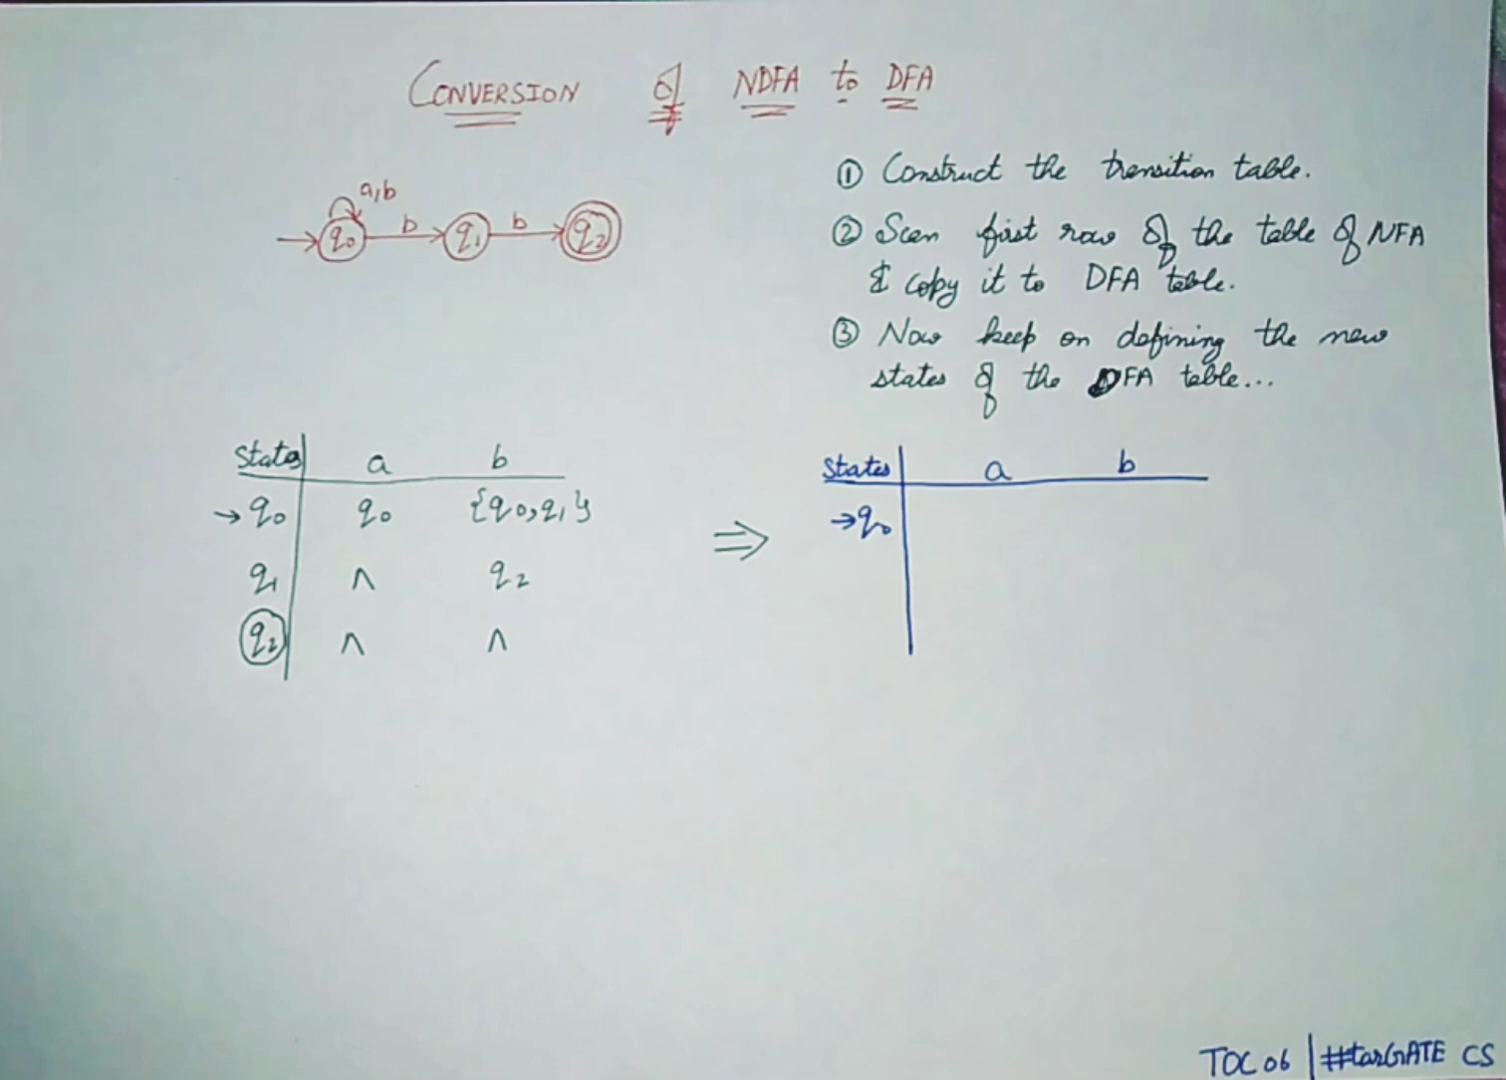 CONVERSION of NDFA to DFA
a,b
q0 b q1 b q2
① Construct the transition table.
② Scan first row of the table of NFA
& copy it to DFA table.
③ Now keep on defining the new
states of the DFA table...
States a b
→q0 q0 {q0,q1}
q1 ∧ q2
q2 ∧ ∧
⇒
States a b
→q0
TOC 06 | #tarGATE CS